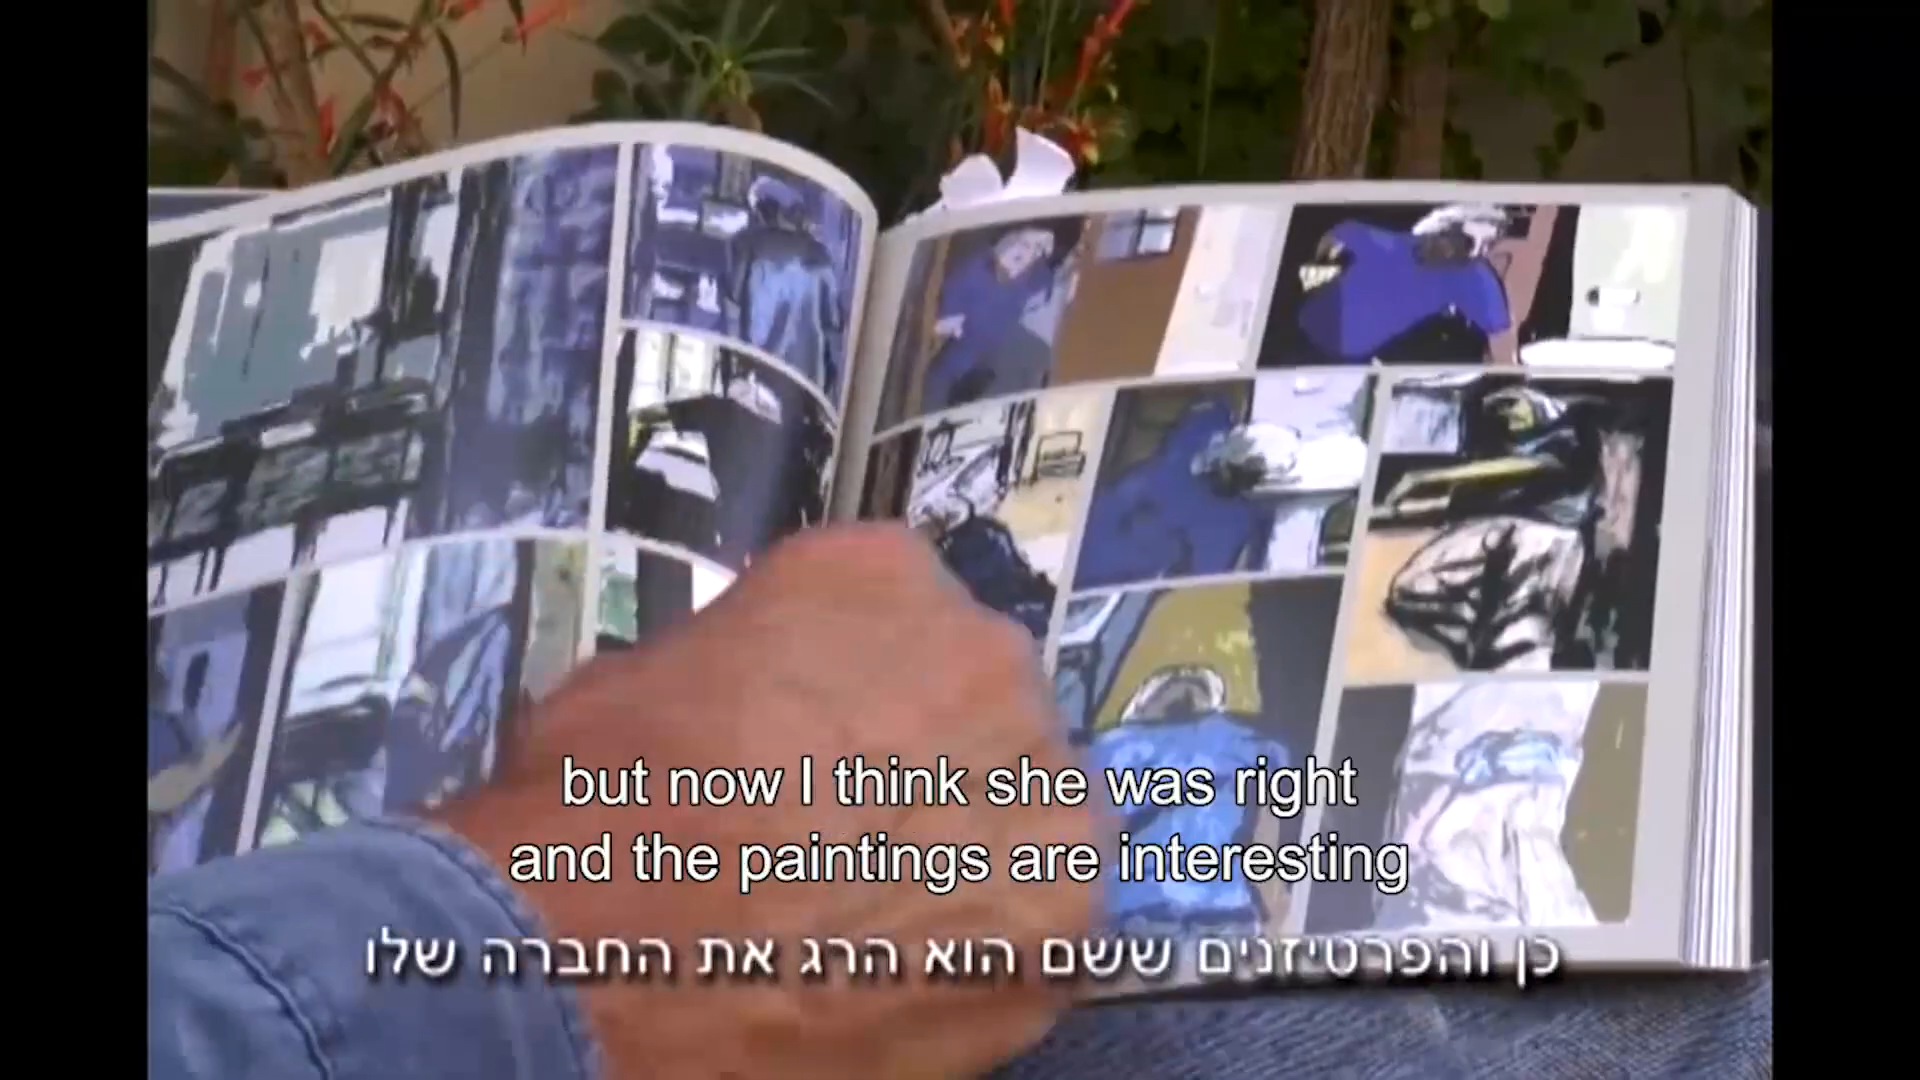 but now I think she was right
and the paintings are interesting
כן והפרטיזנים ששם הוא הרג את החברה שלו